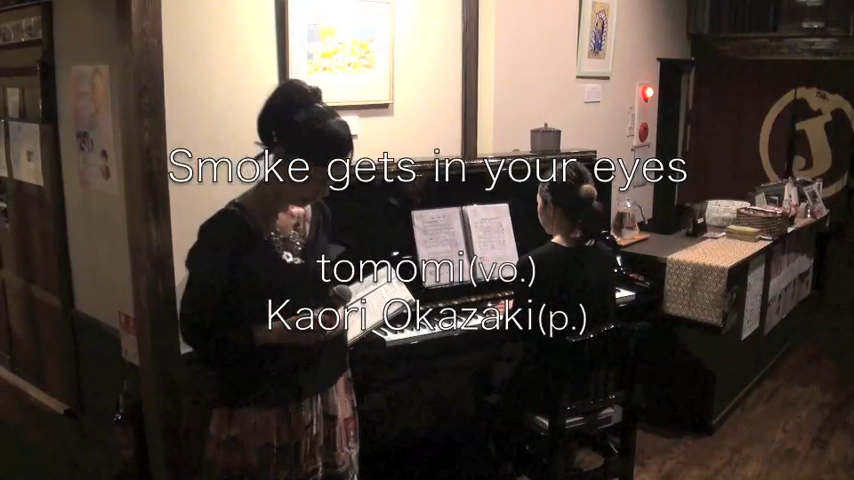 Smoke gets in your eyes
tomomi(vo.)
Kaori Okazaki(p.)
J